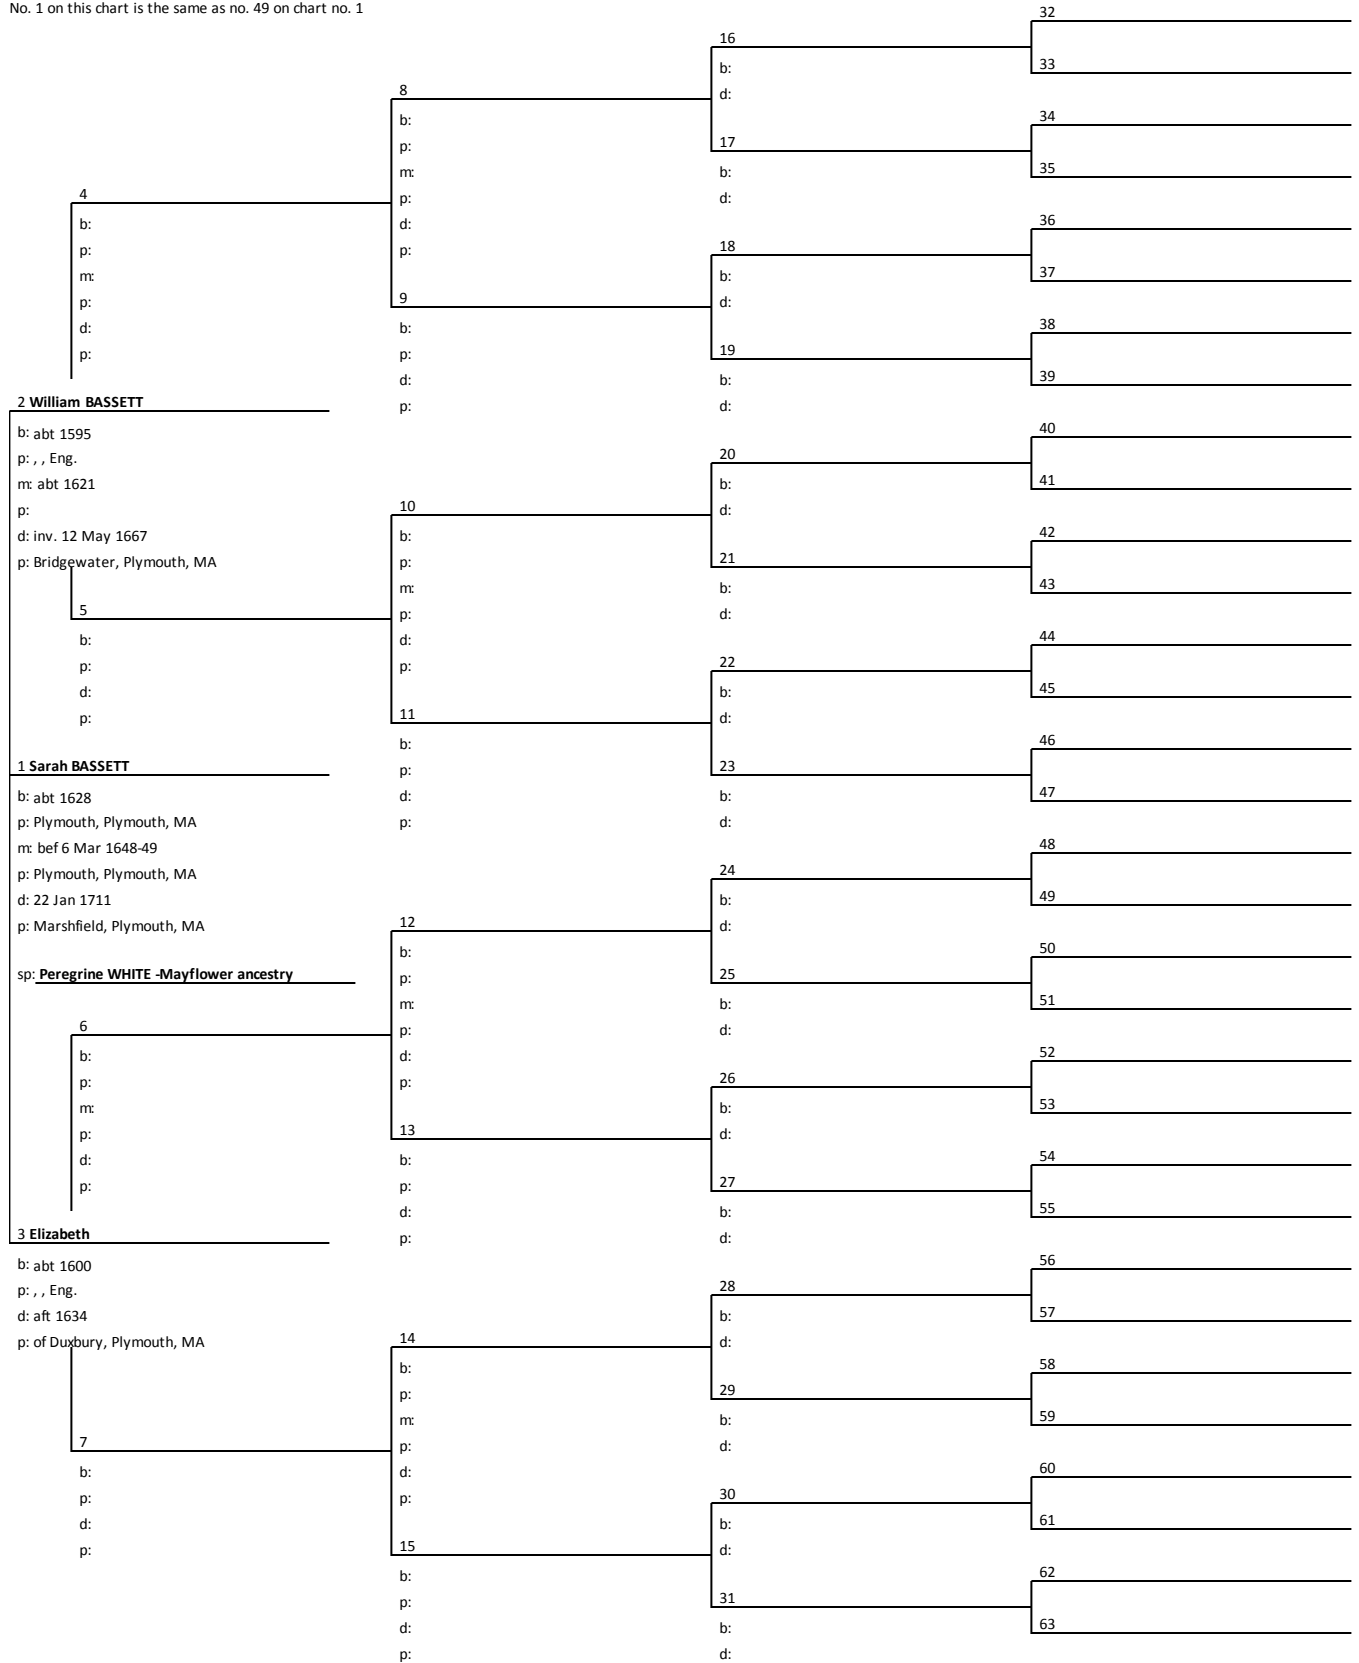 No. 1 on this chart is the same as no. 49 on chart no. 1
4
b:
p:
m:
p:
d:
p:
2 William BASSETT
b: abt 1595
p: , , Eng.
m: abt 1621
p:
d: inv. 12 May 1667
p: Bridgewater, Plymouth, MA
5
b:
p:
d:
p:
1 Sarah BASSETT
b: abt 1628
p: Plymouth, Plymouth, MA
m: bef 6 Mar 1648-49
p: Plymouth, Plymouth, MA
d: 22 Jan 1711
p: Marshfield, Plymouth, MA
sp: Peregrine WHITE -Mayflower ancestry
6
b:
p:
m:
p:
d:
p:
3 Elizabeth
b: abt 1600
p: , , Eng.
d: aft 1634
p: of Duxbury, Plymouth, MA
7
b:
p:
d:
p:
8
b:
p:
m:
p:
d:
p:
9
b:
p:
d:
p:
10
b:
p:
m:
p:
d:
p:
11
b:
p:
d:
p:
12
b:
p:
m:
p:
d:
p:
13
b:
p:
d:
p:
14
b:
p:
m:
p:
d:
p:
15
b:
p:
d:
p:
16
b:
d:
17
b:
d:
18
b:
d:
19
b:
d:
20
b:
d:
21
b:
d:
22
b:
d:
23
b:
d:
24
b:
d:
25
b:
d:
26
b:
d:
27
b:
d:
28
b:
d:
29
b:
d:
30
b:
d:
31
b:
d:
32
33
34
35
36
37
38
39
40
41
42
43
44
45
46
47
48
49
50
51
52
53
54
55
56
57
58
59
60
61
62
63